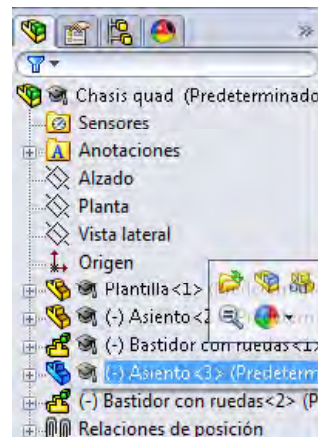 Chasis quad (Predeterminado
Sensores
Anotaciones
Alzado
Planta
Vista lateral
Origen
Plantilla<1>
(-) Asiento<2
(-) Bastidor con ruedas<1>
(-) Asiento<3> (Predeterm
(-) Bastidor con ruedas<2> (P
Relaciones de posición